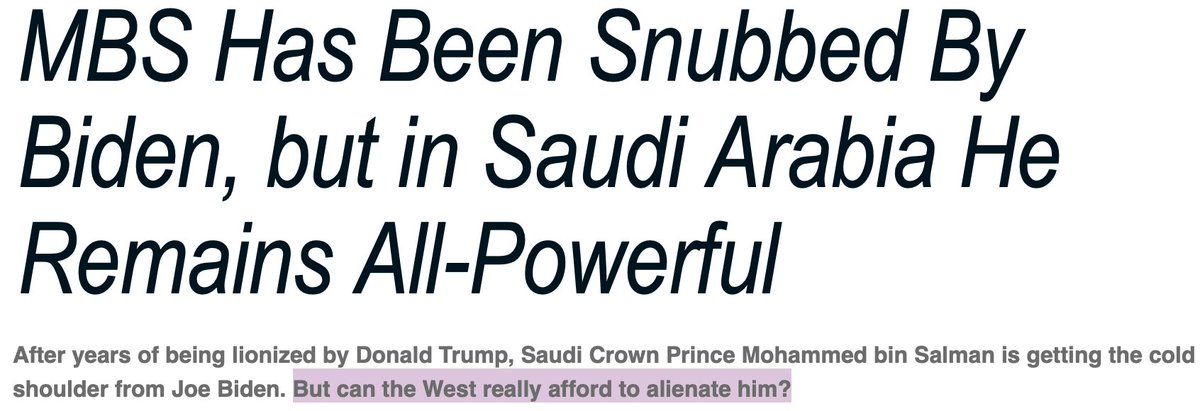 MBS Has Been Snubbed By
Biden, but in Saudi Arabia He
Remains All-Powerful
After years of being lionized by Donald Trump, Saudi Crown Prince Mohammed bin Salman is getting the cold
shoulder from Joe Biden. But can the West really afford to alienate him?